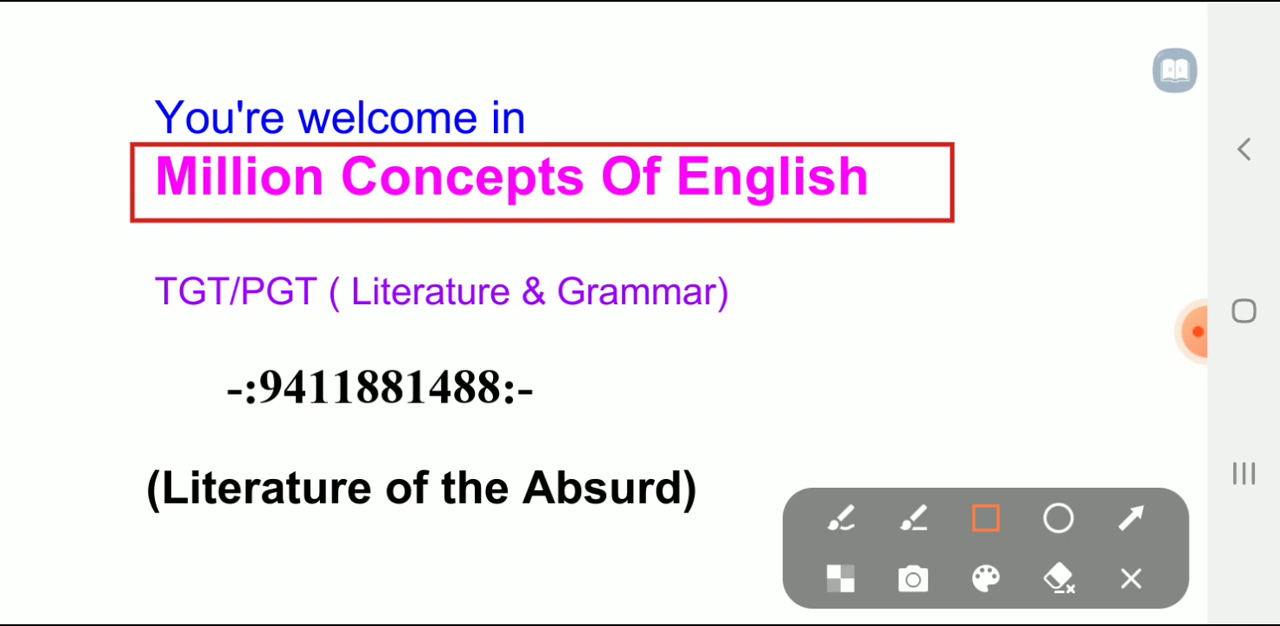 You're welcome in
Million Concepts Of English
TGT/PGT ( Literature & Grammar)
-:9411881488:-
(Literature of the Absurd)